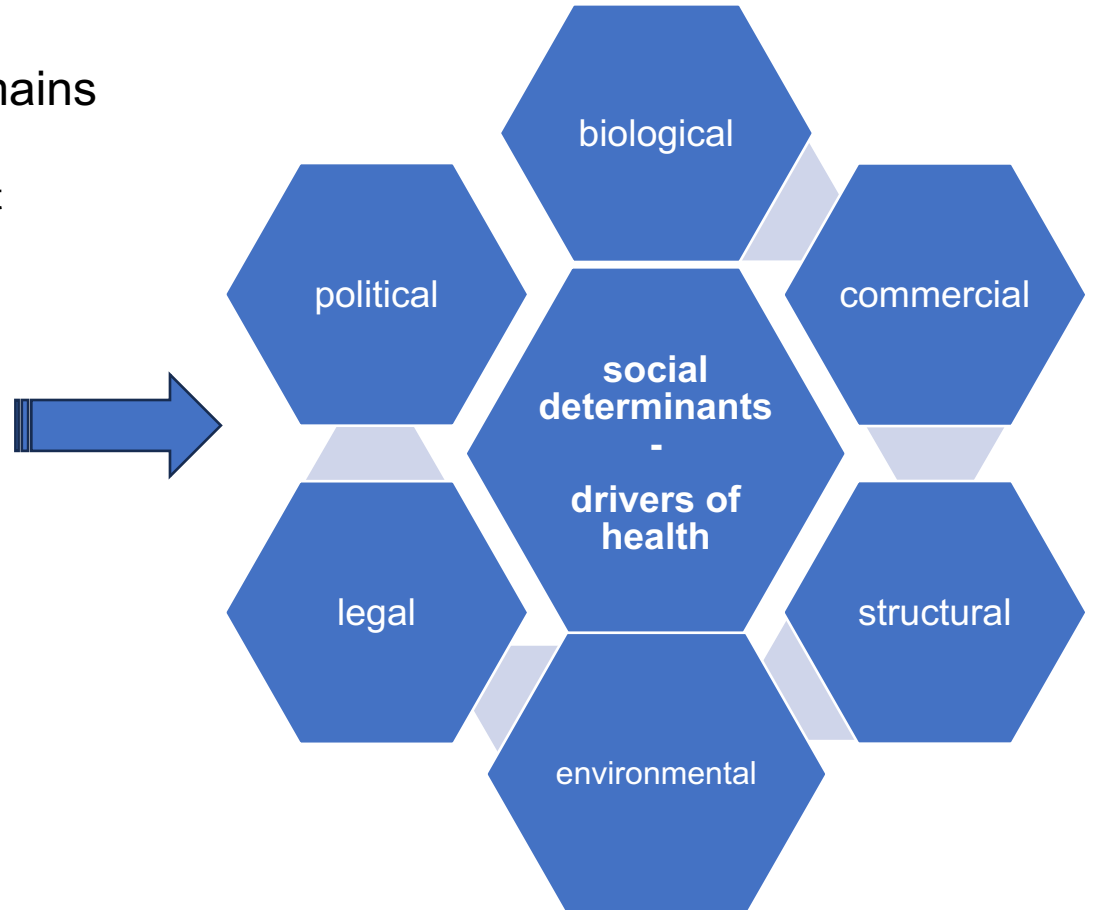 biological
political
commercial
social
determinants
-
drivers of
health
legal
structural
environmental